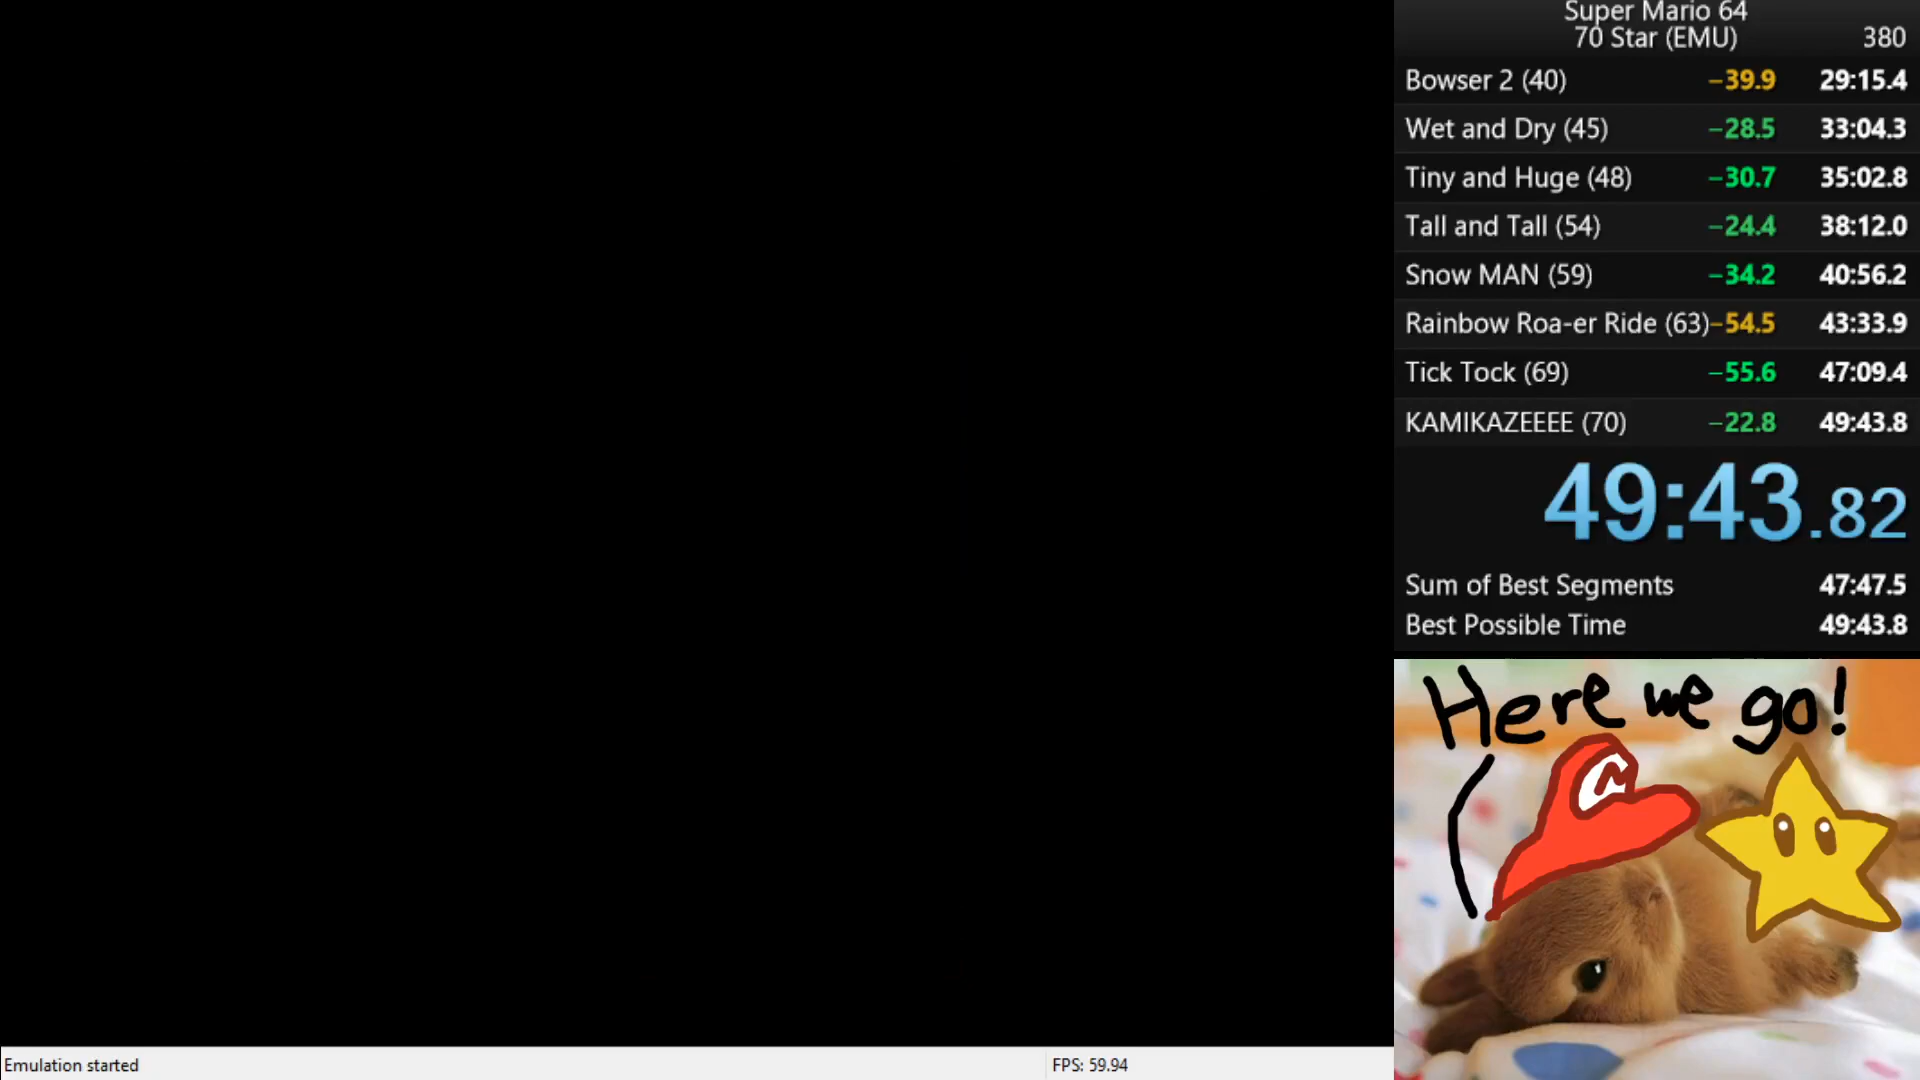 Super Mario 64
70 Star (EMU) 380
Bowser 2 (40) −39.9 29:15.4
Wet and Dry (45) −28.5 33:04.3
Tiny and Huge (48) −30.7 35:02.8
Tall and Tall (54) −24.4 38:12.0
Snow MAN (59) −34.2 40:56.2
Rainbow Roa-er Ride (63) −54.5 43:33.9
Tick Tock (69) −55.6 47:09.4
KAMIKAZEEEE (70) −22.8 49:43.8
49:43.82
Sum of Best Segments 47:47.5
Best Possible Time 49:43.8
Here we go!
M
Emulation started FPS: 59.94